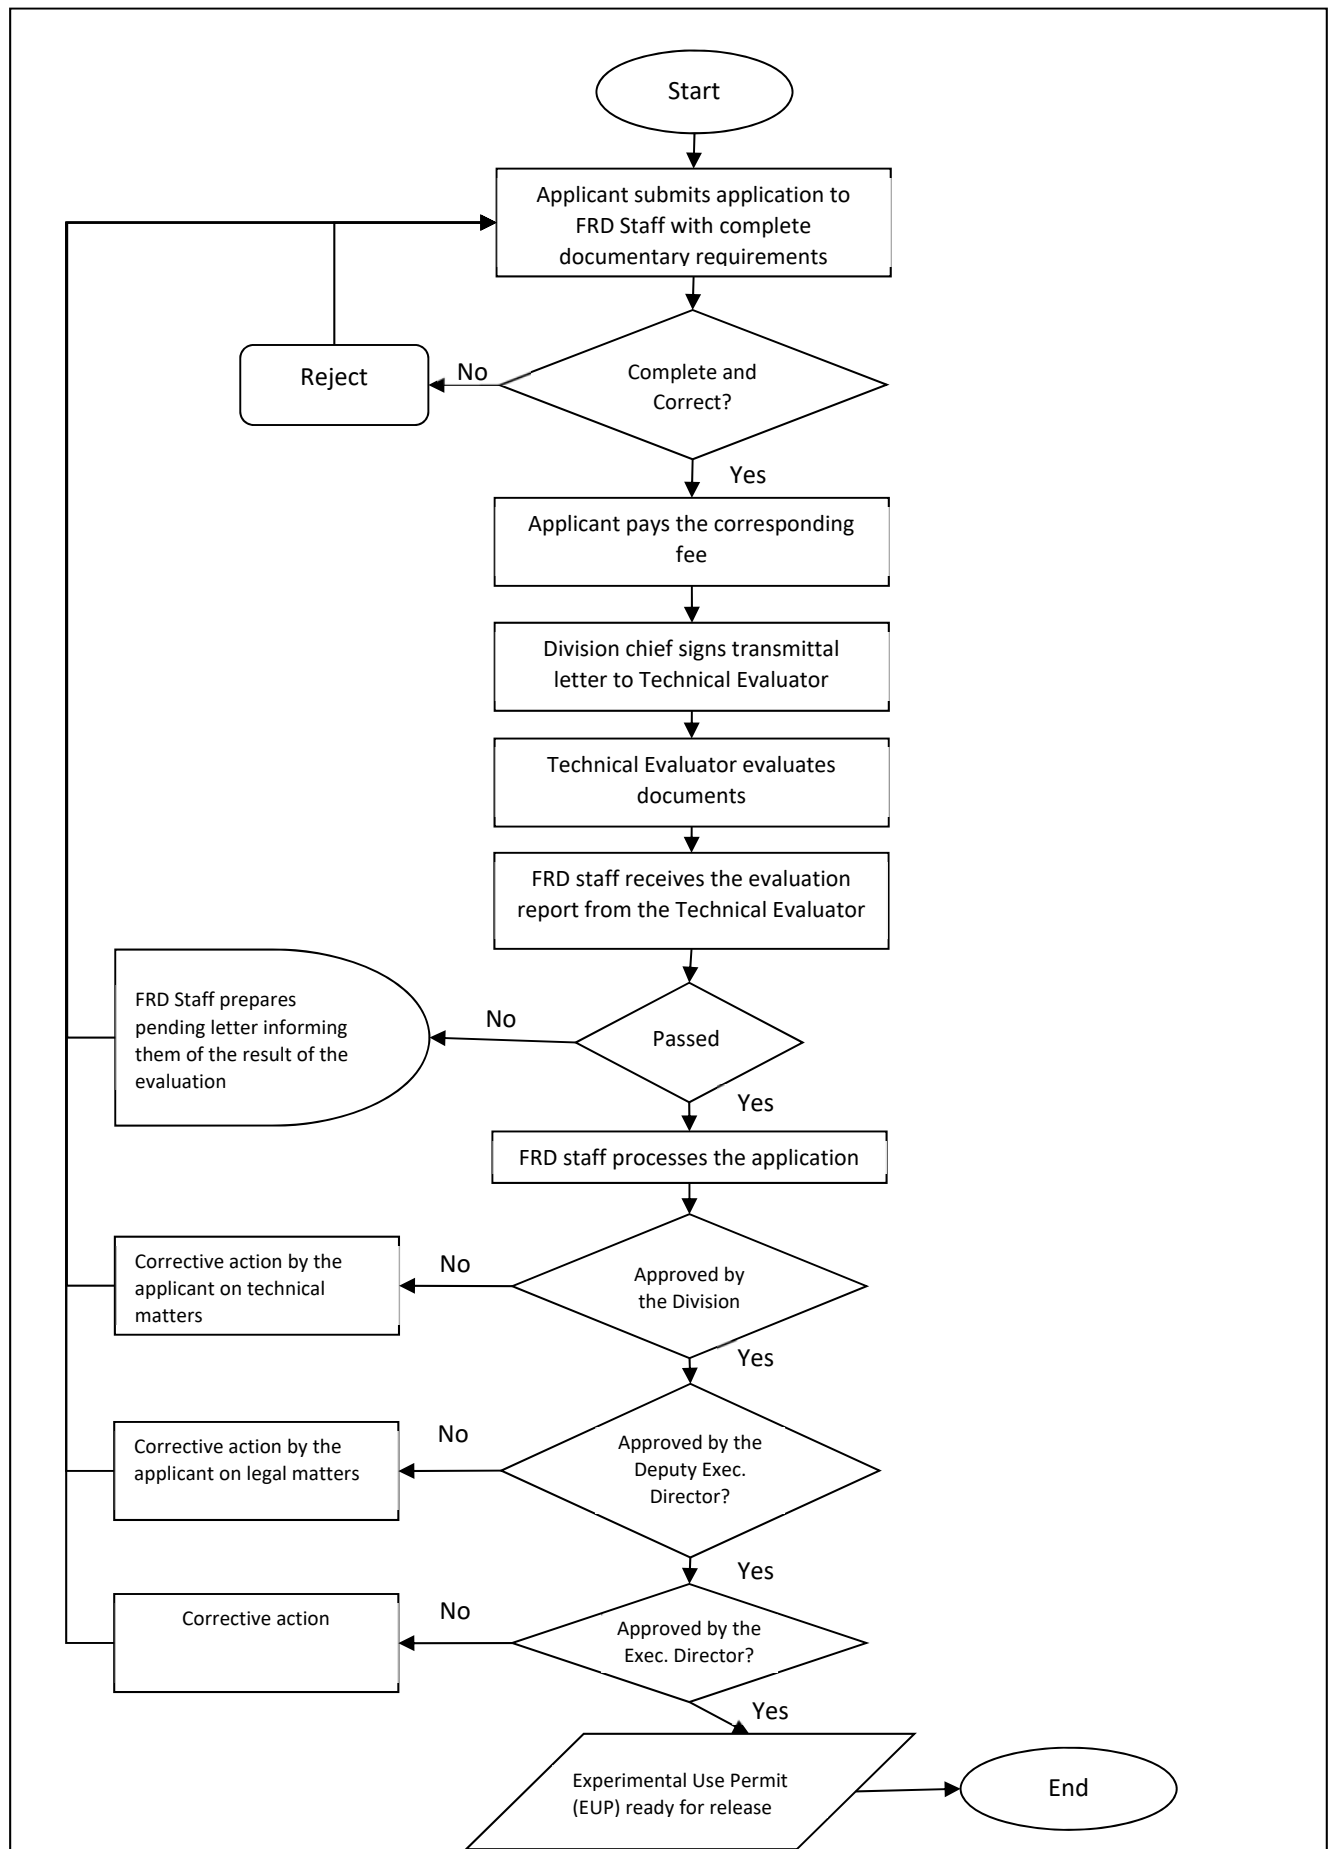 Start
Applicant submits application to
FRD Staff with complete
documentary requirements
Reject
No
Complete and
Correct?
Yes
Applicant pays the corresponding
fee
Division chief signs transmittal
letter to Technical Evaluator
Technical Evaluator evaluates
documents
FRD staff receives the evaluation
report from the Technical Evaluator
FRD Staff prepares
pending letter informing
them of the result of the
evaluation
No
Passed
Yes
FRD staff processes the application
Corrective action by the
applicant on technical
matters
No
Approved by
the Division
Yes
Corrective action by the
applicant on legal matters
No
Approved by the
Deputy Exec.
Director?
Yes
Corrective action
No
Approved by the
Exec. Director?
Yes
Experimental Use Permit
(EUP) ready for release
End